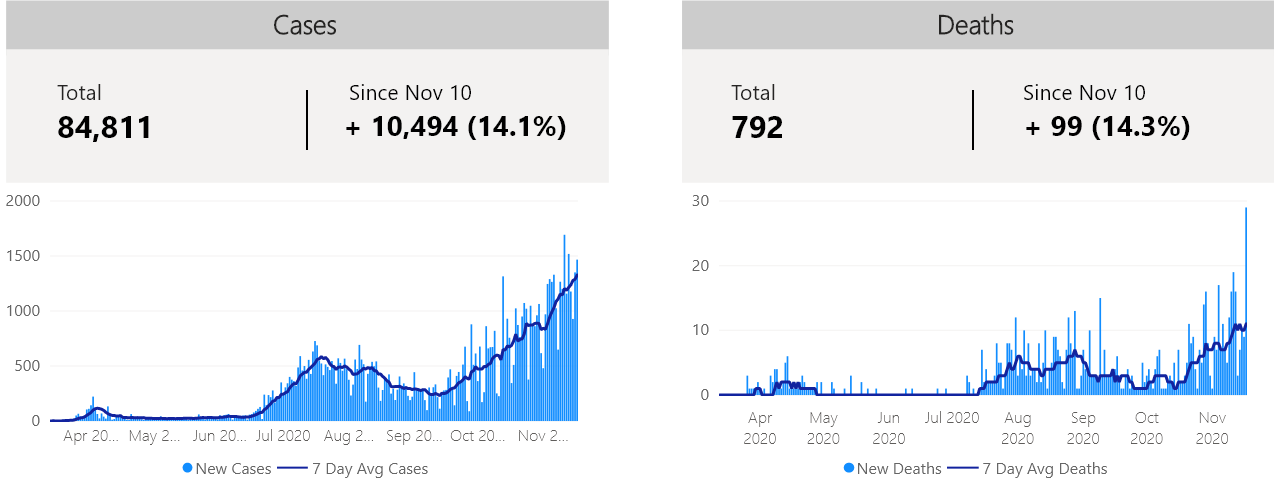 Cases
Total
Since Nov 10
84,811
+ 10,494 (14.1%)
2000
1500
1000
500
0
Apr 20... May 2... Jun 20... Jul 2020 Aug 2... Sep 20... Oct 20... Nov 2...
New Cases 7 Day Avg Cases
Deaths
Total
Since Nov 10
792
+ 99 (14.3%)
30
20
10
0
Apr May Jun Jul 2020 Aug Sep Oct Nov
2020 2020 2020 2020 2020 2020 2020
New Deaths 7 Day Avg Deaths